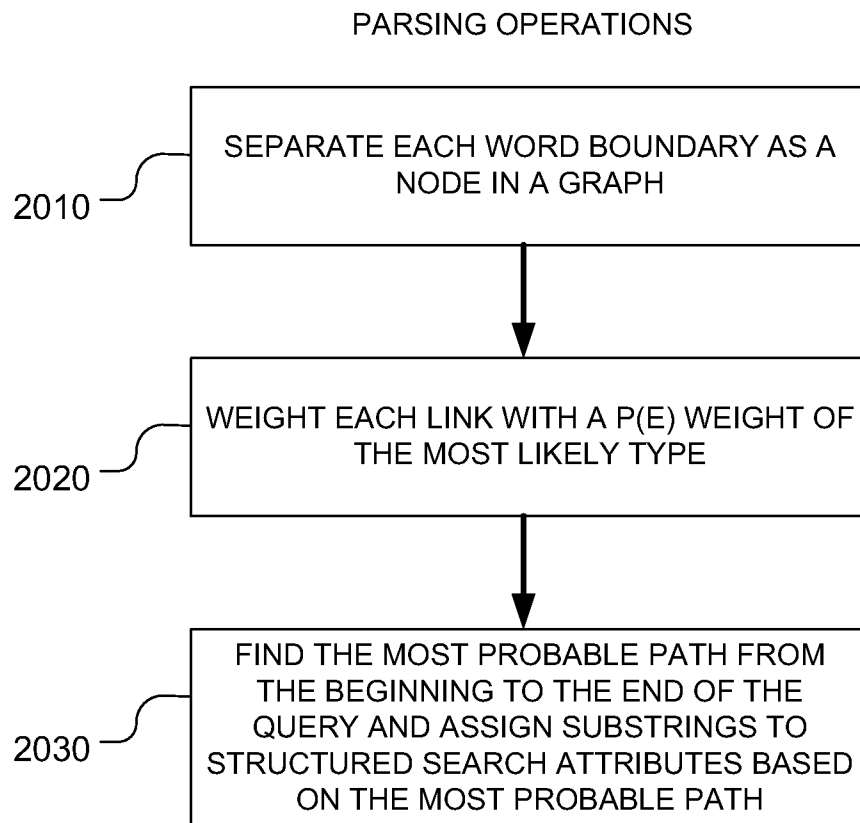 PARSING OPERATIONS
SEPARATE EACH WORD BOUNDARY AS A
NODE IN A GRAPH
2010
WEIGHT EACH LINK WITH A P(E) WEIGHT OF
THE MOST LIKELY TYPE
2020
FIND THE MOST PROBABLE PATH FROM
THE BEGINNING TO THE END OF THE
QUERY AND ASSIGN SUBSTRINGS TO
STRUCTURED SEARCH ATTRIBUTES BASED
ON THE MOST PROBABLE PATH
2030